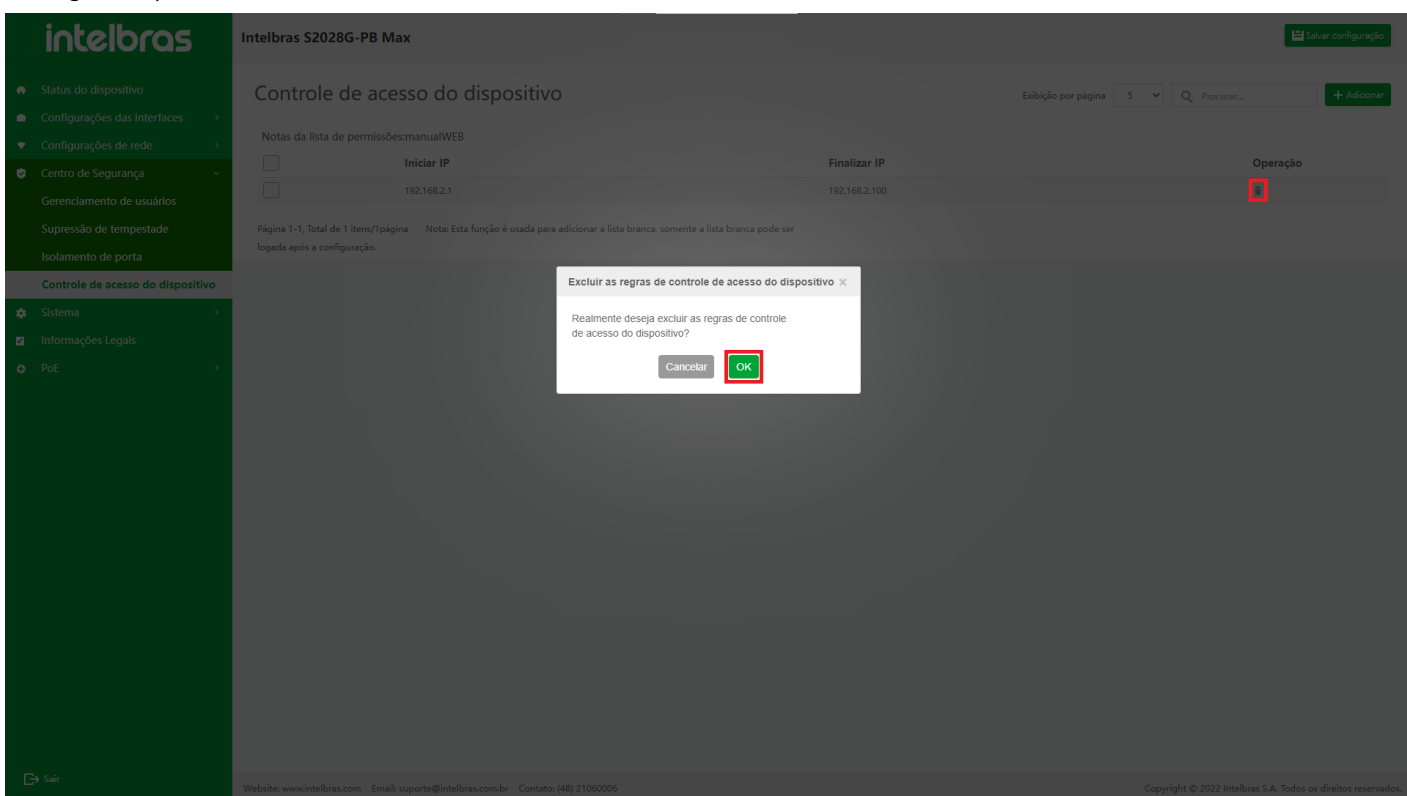 intelbras
Intelbras S2028G-PB Max
Salvar configuração
Status do dispositivo
Configurações das interfaces
Configurações de rede
Centro de Segurança
Gerenciamento de usuários
Supressão de tempestade
Isolamento de porta
Controle de acesso do dispositivo
Sistema
Informações Legais
PoE
Sair
Controle de acesso do dispositivo
Exibição por página 5 Procurar... + Adicionar
Notas da lista de permissões:manualWEB
Iniciar IP Finalizar IP Operação
192.168.2.1 192.168.2.100
Página 1-1, Total de 1 itens/1página Nota: Esta função é usada para adicionar a lista branca, somente a lista branca pode ser
logada após a configuração.
Excluir as regras de controle de acesso do dispositivo ×
Realmente deseja excluir as regras de controle
de acesso do dispositivo?
Cancelar OK
Website: www.intelbras.com Email: suporte@intelbras.com.br Contato: (48) 21060006
Copyright © 2022 Intelbras S.A. Todos os direitos reservados.